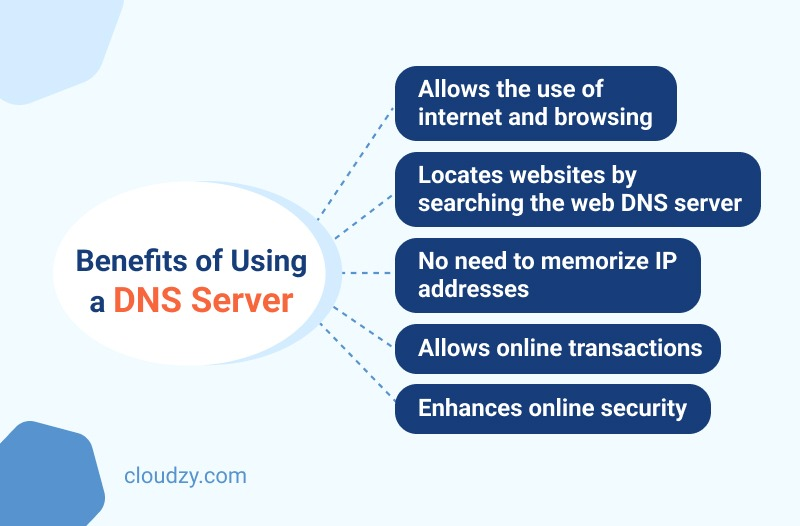 Benefits of Using
a DNS Server
Allows the use of
internet and browsing
Locates websites by
searching the web DNS server
No need to memorize IP
addresses
Allows online transactions
Enhances online security
cloudzy.com